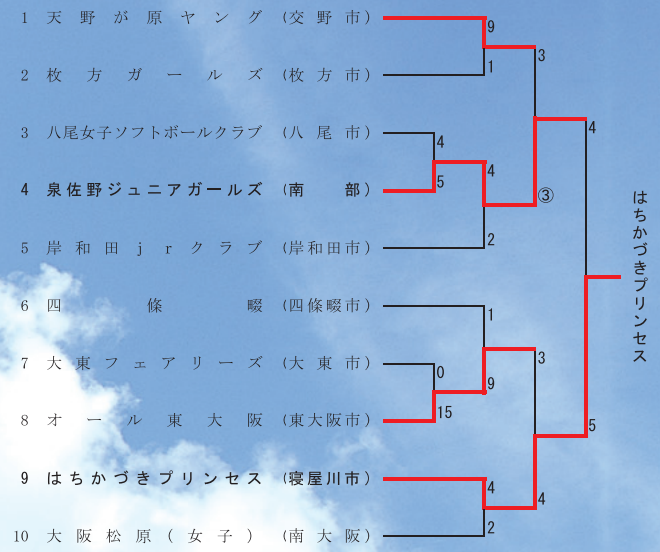 1 天野が原ヤング (交野市)
9
3
1
2 枚方ガールズ (枚方市)
4
3 八尾女子ソフトボールクラブ (八尾市)
4
4
5
4 泉佐野ジュニアガールズ (南部)
③
2
5 岸和田jrクラブ (岸和田市)
はちかづきプリンセス
6 四條畷 (四條畷市)
1
3
7 大東フェアリーズ (大東市)
0
9
15
8 オール東大阪 (東大阪市)
5
9 はちかづきプリンセス (寝屋川市)
4
4
2
10 大阪松原(女子) (南大阪)